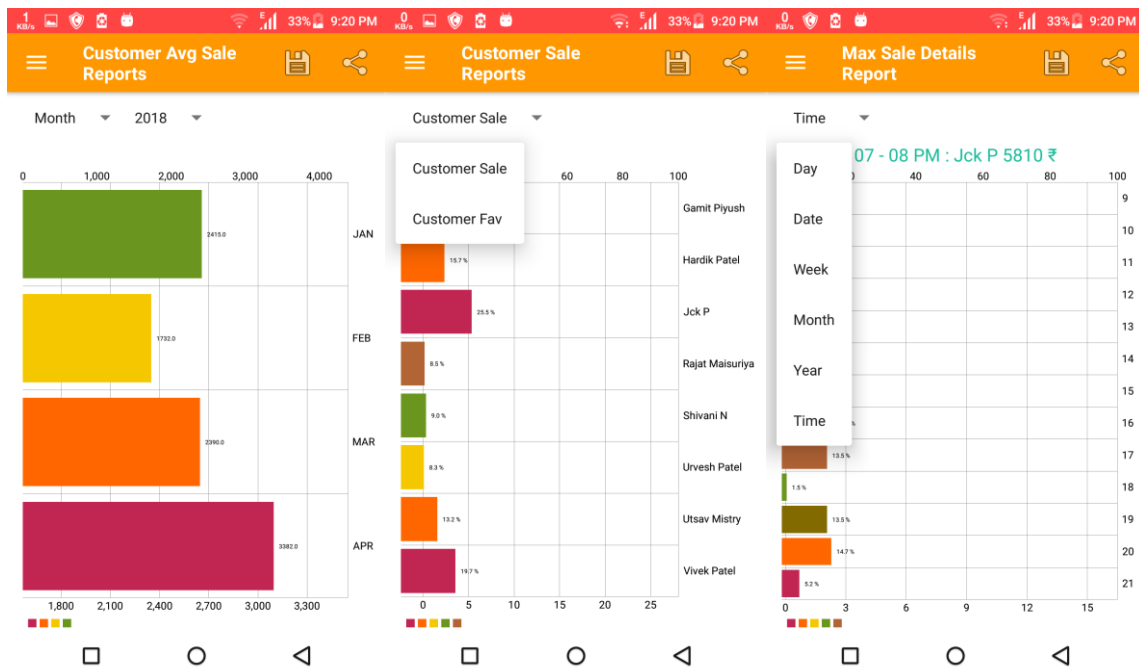 1 KB/s E 33% 9:20 PM
Customer Avg Sale
Reports
Month 2018
0 1,000 2,000 3,000 4,000
2415.0 JAN
1732.0 FEB
2390.0 MAR
3382.0 APR
1,800 2,100 2,400 2,700 3,000 3,300
0 KB/s E 33% 9:20 PM
Customer Sale
Reports
Customer Sale
Customer Sale
Customer Fav
60 80 100
Gamit Piyush
15.7 % Hardik Patel
25.5 % Jck P
8.5 % Rajat Maisuriya
9.0 % Shivani N
8.3 % Urvesh Patel
13.2 % Utsav Mistry
19.7 % Vivek Patel
0 5 10 15 20 25
0 KB/s E 33% 9:20 PM
Max Sale Details
Report
Time
07 - 08 PM : Jck P 5810 ₹
Day
Date
Week
Month
Year
Time
40 60 80 100
9
10
11
12
13
14
15
16
13.5 % 17
1.5 % 18
13.5 % 19
14.7 % 20
5.2 % 21
0 3 6 9 12 15